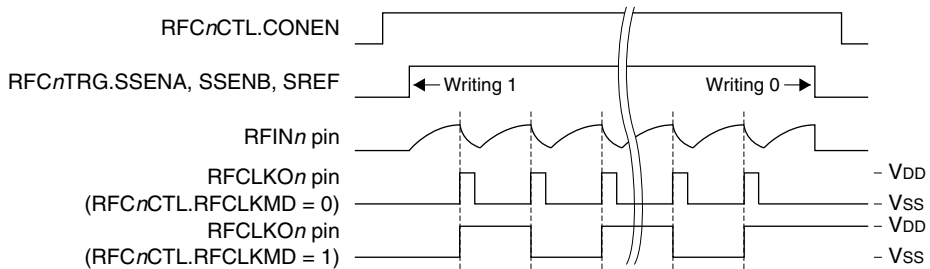 RFCnCTL.CONEN
RFCnTRG.SSENA, SSENB, SREF
Writing 1
Writing 0
RFINn pin
RFCLKOn pin
(RFCnCTL.RFCLKMD = 0)
VDD
VSS
RFCLKOn pin
(RFCnCTL.RFCLKMD = 1)
VDD
VSS